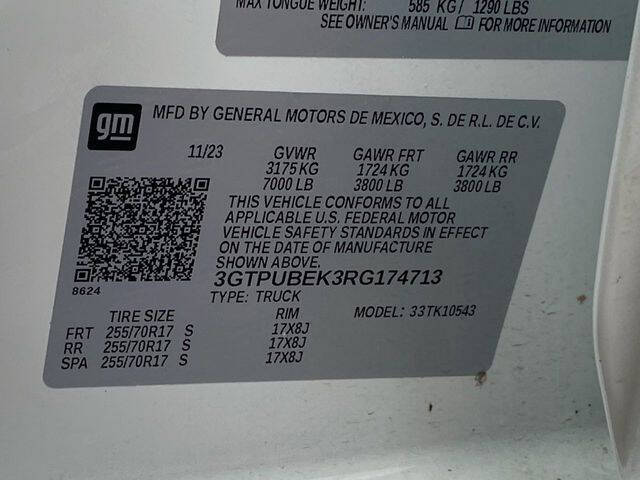 MAX TONGUE WEIGHT: 585 KG/ 1290 LBS
SEE OWNER'S MANUAL FOR MORE INFORMATION
gm
MFD BY GENERAL MOTORS DE MEXICO, S. DE R.L. DE C.V.
11/23 GVWR GAWR FRT GAWR RR
3175 KG 1724 KG 1724 KG
7000 LB 3800 LB 3800 LB
THIS VEHICLE CONFORMS TO ALL
APPLICABLE U.S. FEDERAL MOTOR
VEHICLE SAFETY STANDARDS IN EFFECT
ON THE DATE OF MANUFACTURE
SHOWN ABOVE.
8624
3GTPUBEK3RG174713
TYPE: TRUCK
TIRE SIZE RIM MODEL: 33TK10543
FRT 255/70R17 S 17X8J
RR 255/70R17 S 17X8J
SPA 255/70R17 S 17X8J